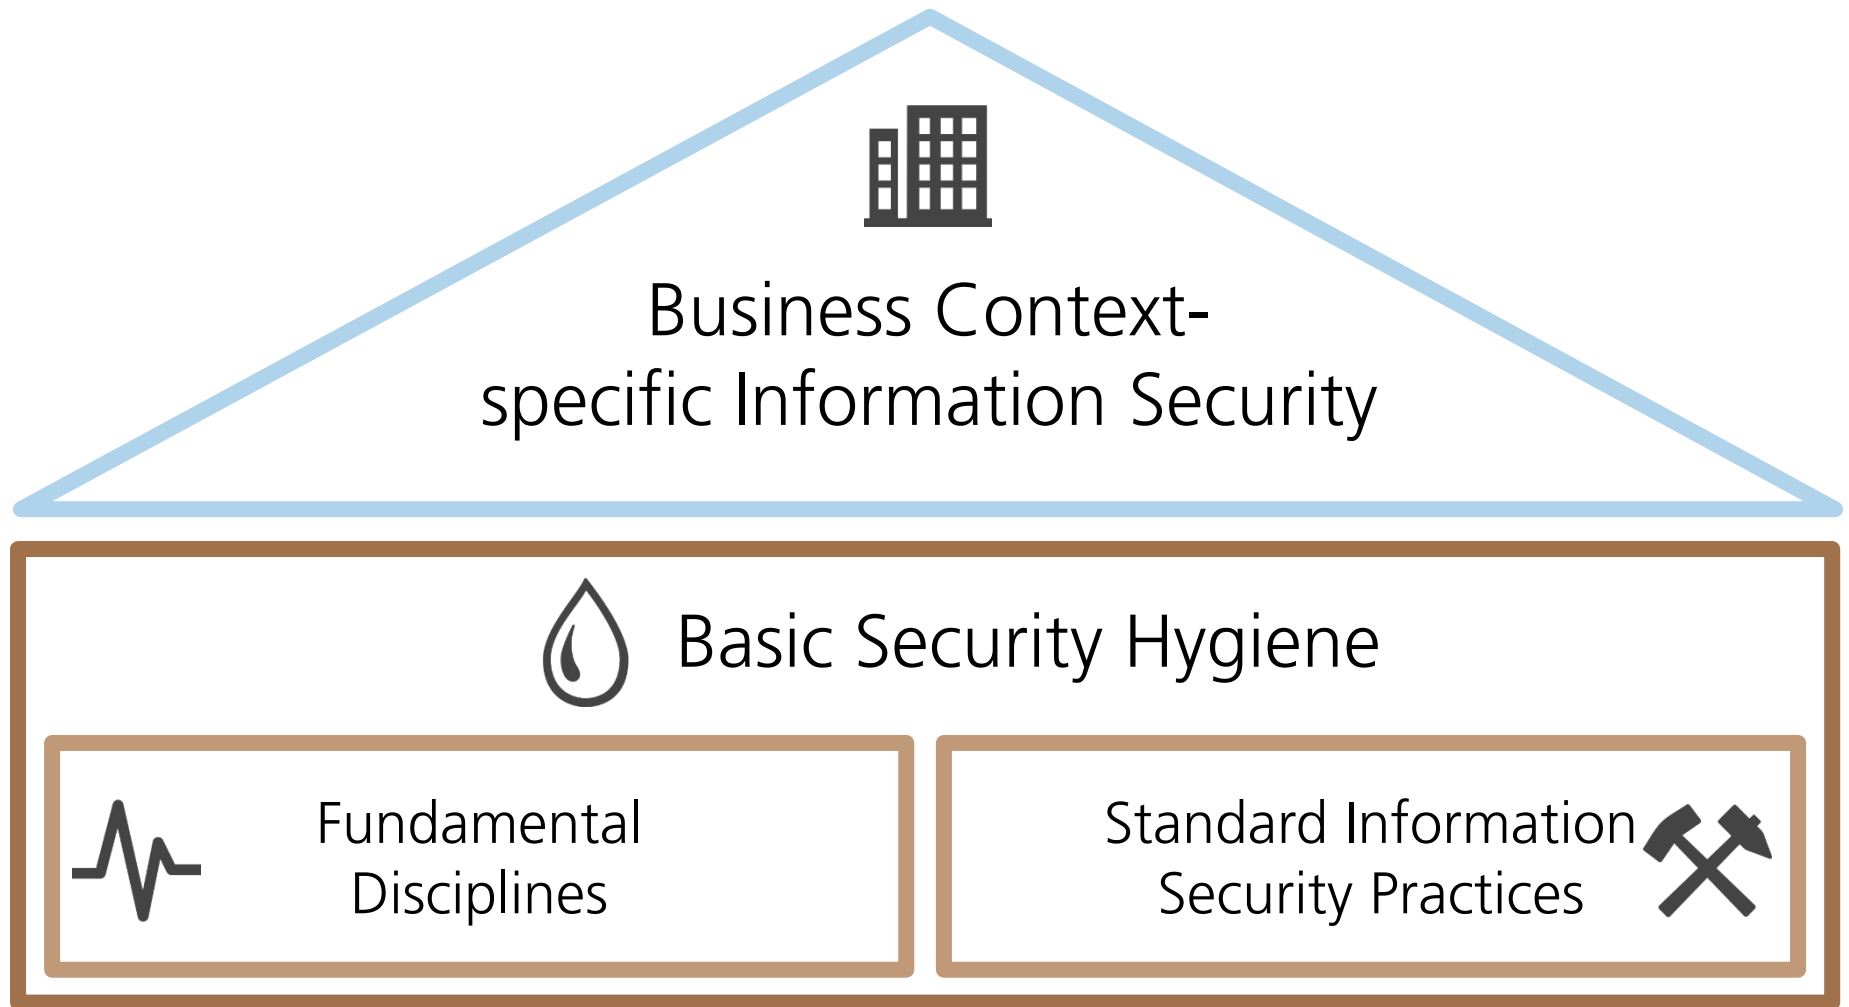 Business Context-
specific Information Security
Basic Security Hygiene
Fundamental
Disciplines
Standard Information
Security Practices